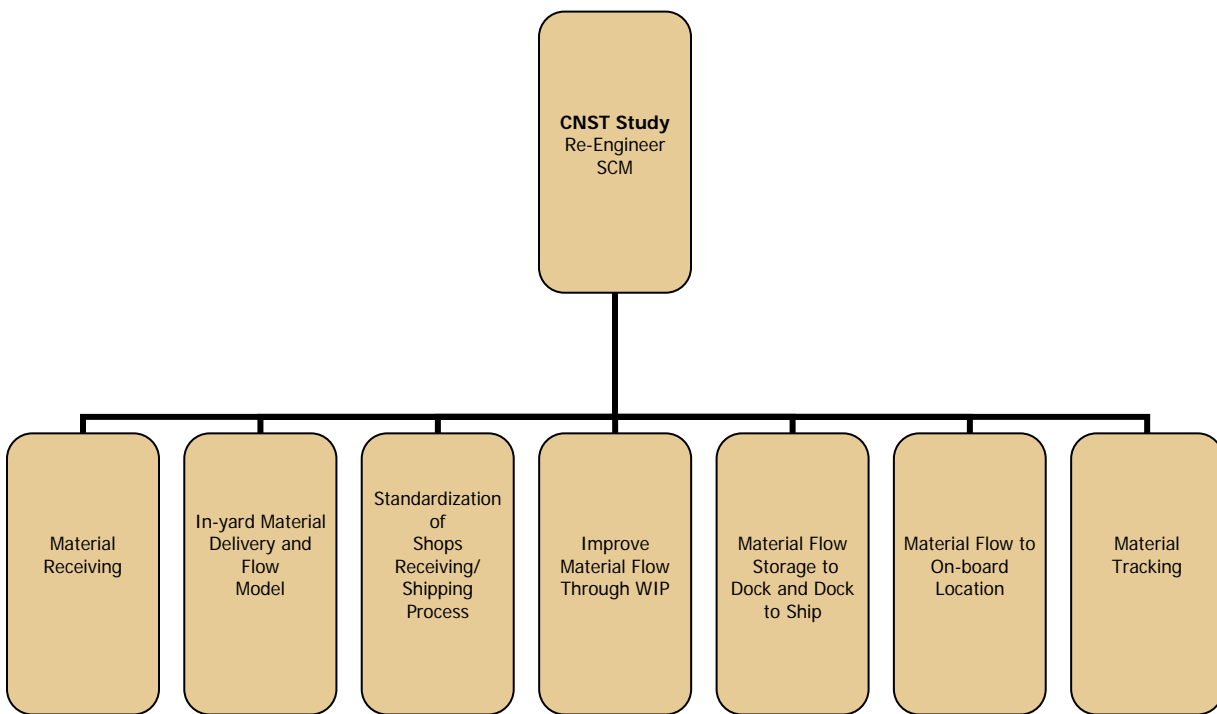 CNST Study
Re-Engineer
SCM
Material
Receiving
In-yard Material
Delivery and
Flow
Model
Standardization
of
Shops
Receiving/
Shipping
Process
Improve
Material Flow
Through WIP
Material Flow
Storage to
Dock and Dock
to Ship
Material Flow to
On-board
Location
Material
Tracking